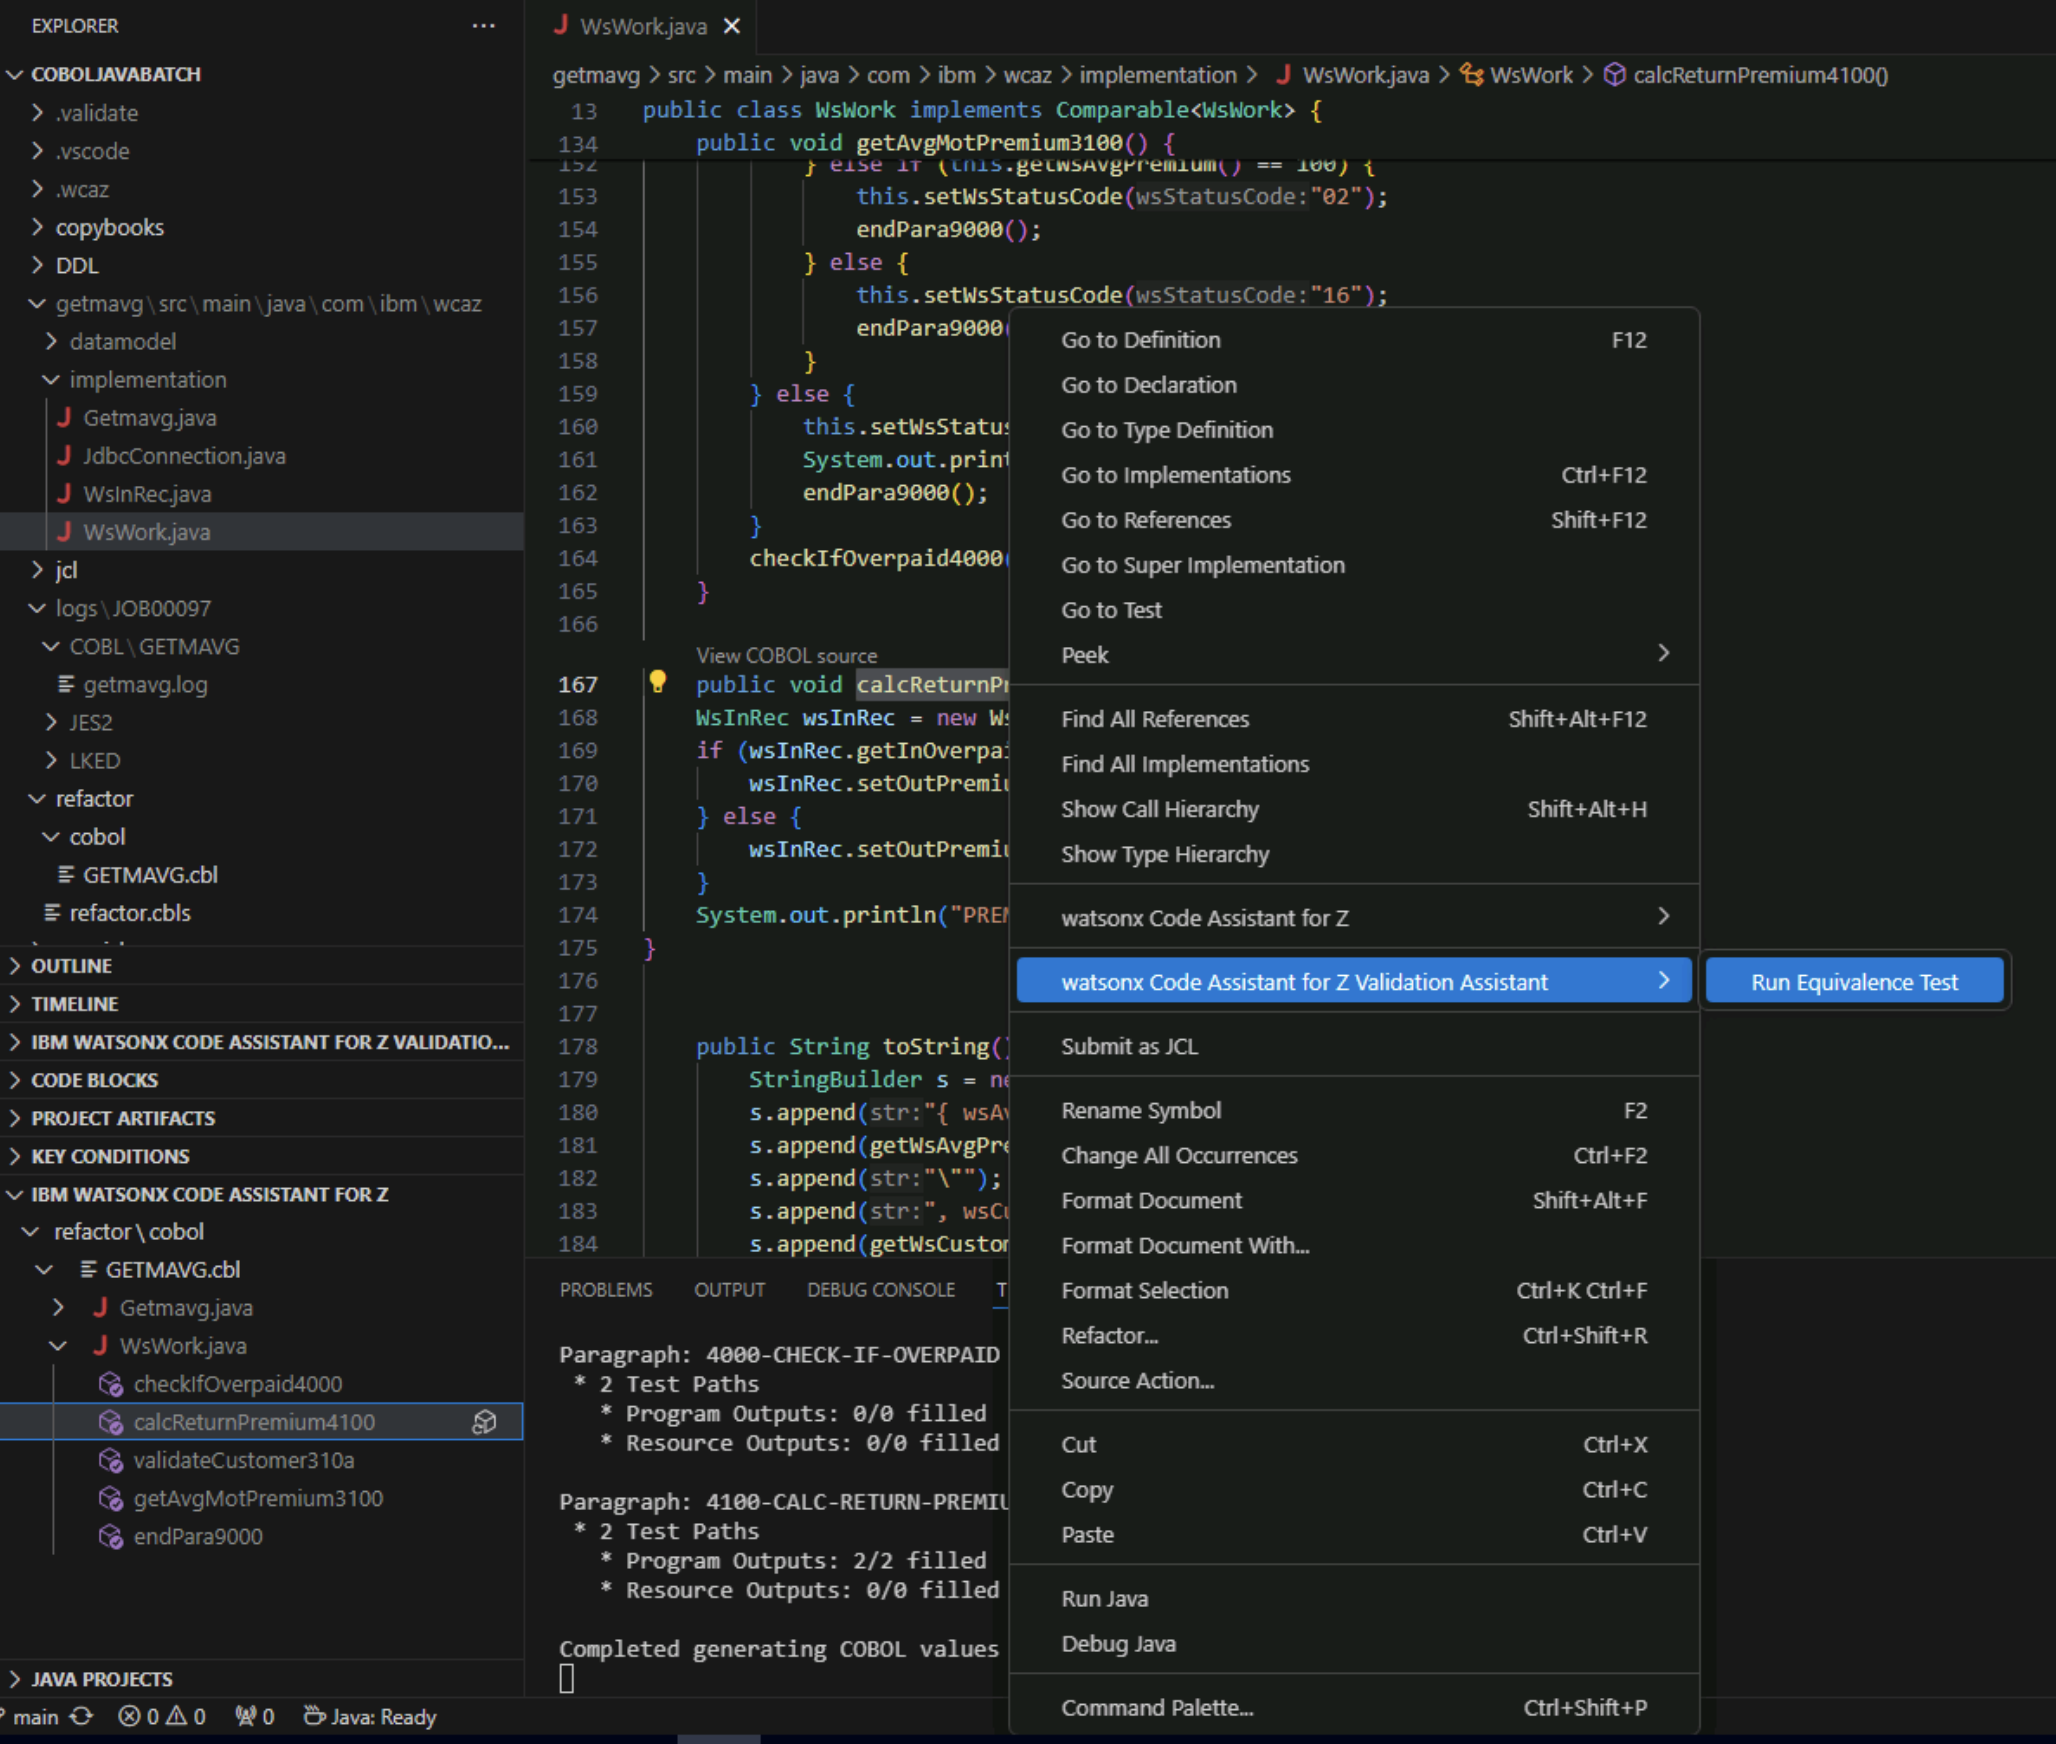 EXPLORER
COBOLJAVABATCH
.validate
.vscode
.wcaz
copybooks
DDL
getmavg\src\main\java\com\ibm\wcaz
datamodel
implementation
Getmavg.java
JdbcConnection.java
WsInRec.java
WsWork.java
jcl
logs\JOB00097
COBL\GETMAVG
getmavg.log
JES2
LKED
refactor
cobol
GETMAVG.cbl
refactor.cbls
OUTLINE
TIMELINE
IBM WATSONX CODE ASSISTANT FOR Z VALIDATIO...
CODE BLOCKS
PROJECT ARTIFACTS
KEY CONDITIONS
IBM WATSONX CODE ASSISTANT FOR Z
refactor\cobol
GETMAVG.cbl
Getmavg.java
WsWork.java
checkIfOverpaid4000
calcReturnPremium4100
validateCustomer310a
getAvgMotPremium3100
endPara9000
JAVA PROJECTS
main 0 0 0 Java: Ready
WsWork.java
getmavg > src > main > java > com > ibm > wcaz > implementation > WsWork.java > WsWork > calcReturnPremium4100()
13 public class WsWork implements Comparable<WsWork> {
134 public void getAvgMotPremium3100() {
152 } else if (this.getWsAvgPremium() == 100) {
153 this.setWsStatusCode(wsStatusCode:"02");
154 endPara9000();
155 } else {
156 this.setWsStatusCode(wsStatusCode:"16");
157 endPara9000(
158 }
159 } else {
160 this.setWsStatus
161 System.out.print
162 endPara9000();
163 }
164 checkIfOverpaid4000(
165 }
166
View COBOL source
167 public void calcReturnPr
168 WsInRec wsInRec = new Ws
169 if (wsInRec.getInOverpai
170 wsInRec.setOutPremiu
171 } else {
172 wsInRec.setOutPremiu
173 }
174 System.out.println("PREM
175 }
176
177
178 public String toString()
179 StringBuilder s = ne
180 s.append(str:"{ wsAv
181 s.append(getWsAvgPre
182 s.append(str:"\"");
183 s.append(str:", wsCu
184 s.append(getWsCustom
PROBLEMS OUTPUT DEBUG CONSOLE T
Paragraph: 4000-CHECK-IF-OVERPAID
* 2 Test Paths
* Program Outputs: 0/0 filled
* Resource Outputs: 0/0 filled
Paragraph: 4100-CALC-RETURN-PREMIU
* 2 Test Paths
* Program Outputs: 2/2 filled
* Resource Outputs: 0/0 filled
Completed generating COBOL values
Go to Definition F12
Go to Declaration
Go to Type Definition
Go to Implementations Ctrl+F12
Go to References Shift+F12
Go to Super Implementation
Go to Test
Peek
Find All References Shift+Alt+F12
Find All Implementations
Show Call Hierarchy Shift+Alt+H
Show Type Hierarchy
watsonx Code Assistant for Z
watsonx Code Assistant for Z Validation Assistant
Run Equivalence Test
Submit as JCL
Rename Symbol F2
Change All Occurrences Ctrl+F2
Format Document Shift+Alt+F
Format Document With...
Format Selection Ctrl+K Ctrl+F
Refactor... Ctrl+Shift+R
Source Action...
Cut Ctrl+X
Copy Ctrl+C
Paste Ctrl+V
Run Java
Debug Java
Command Palette... Ctrl+Shift+P